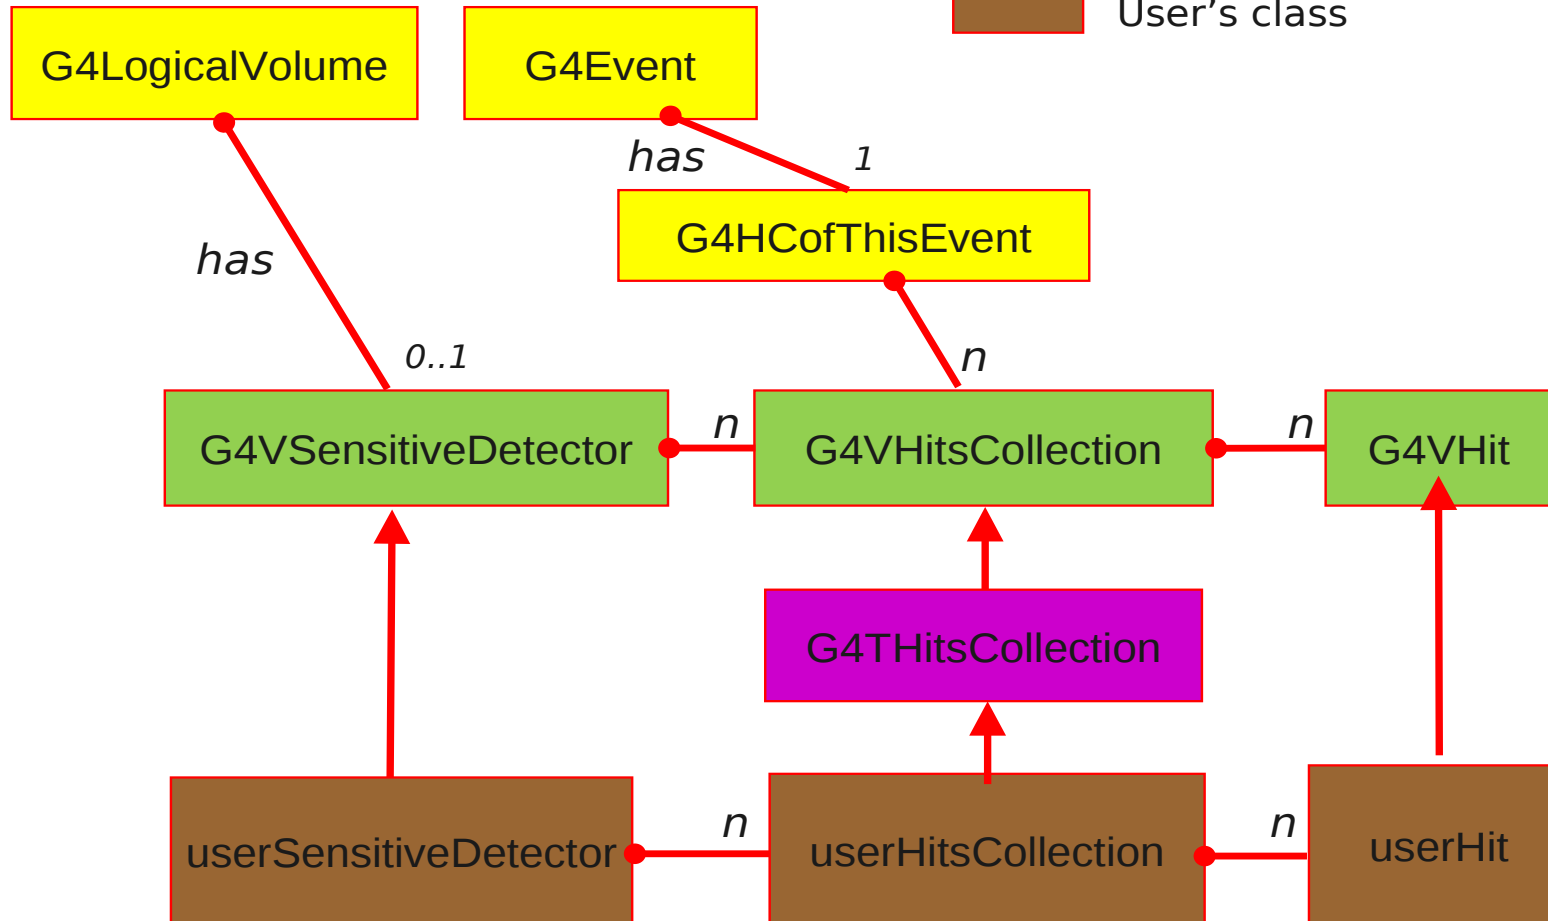 User’s class
G4LogicalVolume
G4Event
has
1
G4HCofThisEvent
has
0..1
n
G4VSensitiveDetector
n
G4VHitsCollection
n
G4VHit
G4THitsCollection
userSensitiveDetector
n
userHitsCollection
n
userHit